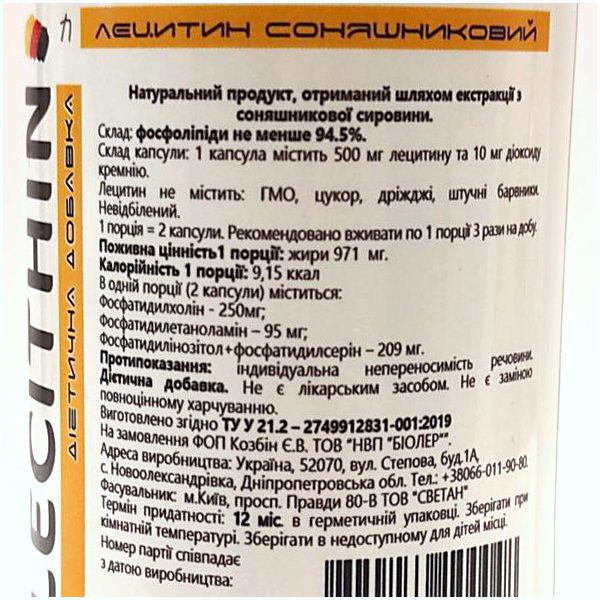 LECITHIN
ДІЄТИЧНА ДОБАВКА
ЛЕЦИТИН СОНЯШНИКОВИЙ
Натуральний продукт, отриманий шляхом екстракції з
соняшникової сировини.
Склад: фосфоліпіди не менше 94.5%.
Склад капсули: 1 капсула містить 500 мг лецитину та 10 мг діоксиду
кремнію.
Лецитин не містить: ГМО, цукор, дріжджі, штучні барвники.
Невідбілений.
1 порція = 2 капсули. Рекомендовано вживати по 1 порції 3 рази на добу.
Поживна цінність1 порції: жири 971 мг.
Калорійність 1 порції: 9,15 ккал
В одній порції (2 капсули) міститься:
Фосфатидилхолін - 250мг;
Фосфатидилетаноламін – 95 мг;
Фосфатидилінозітол+фосфатидилсерін – 209 мг.
Протипоказання: індивідуальна непереносимість речовини.
Дієтична добавка. Не є лікарським засобом. Не є заміною
повноцінному харчуванню.
Виготовлено згідно ТУ У 21.2 – 2749912831-001:2019
На замовлення ФОП Козбін Є.В. ТОВ "НВП "БІОЛЕР"".
Адреса виробництва: Україна, 52070, вул. Степова, буд.1А,
с. Новоолександрівка, Дніпропетровська обл. Тел.: +38066-011-90-80.
Фасувальник: м.Київ, просп. Правди 80-В ТОВ "СВЕТАН"
Термін придатності: 12 міс. в герметичній упаковці. Зберігати при
кімнатній температурі. Зберігати в недоступному для дітей місці.
Номер партії співпадає
з датою виробництва: